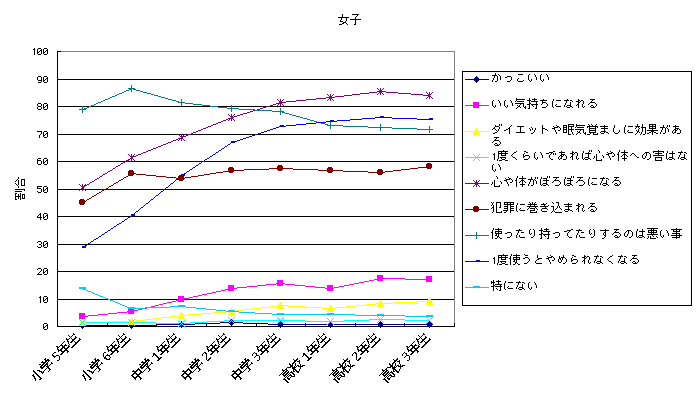 女子
100
90
80
70
60
50
40
30
20
10
0
割合
小学5年生
小学6年生
中学1年生
中学2年生
中学3年生
高校1年生
高校2年生
高校3年生
かっこいい
いい気持ちになれる
ダイエットや眠気覚ましに効果があ
る
1度くらいであれば心や体への害はな
い
心や体がぼろぼろになる
犯罪に巻き込まれる
使ったり持ってたりするのは悪い事
1度使うとやめられなくなる
特にない